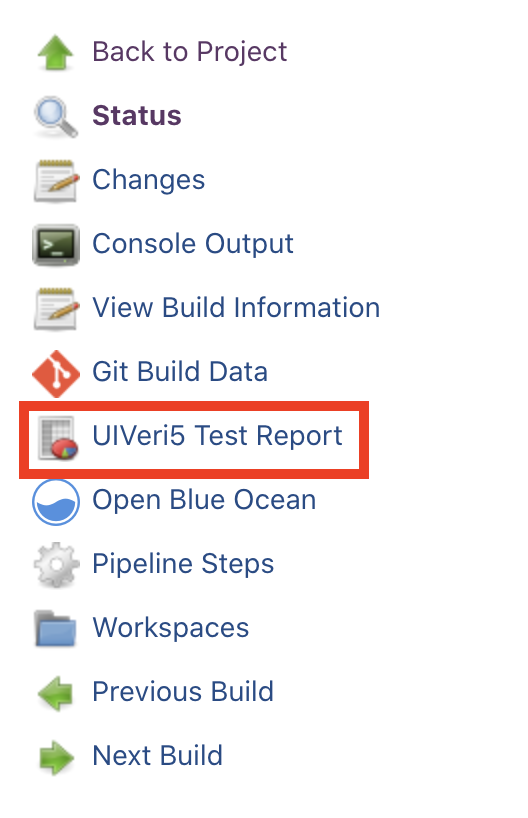 Back to Project
Status
Changes
Console Output
View Build Information
Git Build Data
UIVeri5 Test Report
Open Blue Ocean
Pipeline Steps
Workspaces
Previous Build
Next Build